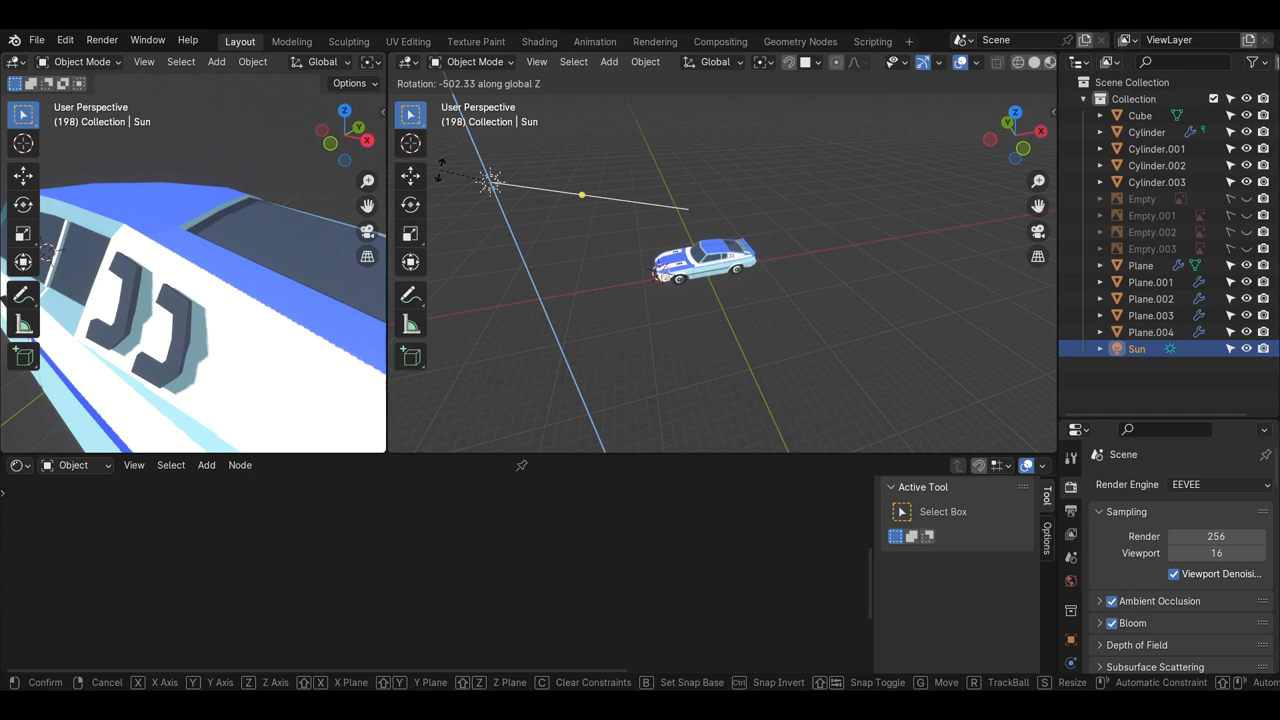 File Edit Render Window Help Layout Modeling Sculpting UV Editing Texture Paint Shading Animation Rendering Compositing Geometry Nodes Scripting + Scene ViewLayer
Object Mode View Select Add Object Global
Object Mode View Select Add Object Global
Options
Rotation: -502.33 along global Z
User Perspective
(198) Collection | Sun
Z
Y
X
User Perspective
(198) Collection | Sun
Z
Y
X
Scene Collection
Collection
Cube
Cylinder
Cylinder.001
Cylinder.002
Cylinder.003
Empty
Empty.001
Empty.002
Empty.003
Plane
Plane.001
Plane.002
Plane.003
Plane.004
Sun
Object View Select Add Node
Active Tool
Select Box
Tool
Options
Scene
Render Engine EEVEE
Sampling
Render 256
Viewport 16
Viewport Denoisi...
Ambient Occlusion
Bloom
Depth of Field
Subsurface Scattering
Confirm Cancel X X Axis Y Y Axis Z Z Axis X X Plane Y Y Plane Z Z Plane C Clear Constraints B Set Snap Base Ctrl Snap Invert Snap Toggle G Move R TrackBall S Resize Automatic Constraint Autom